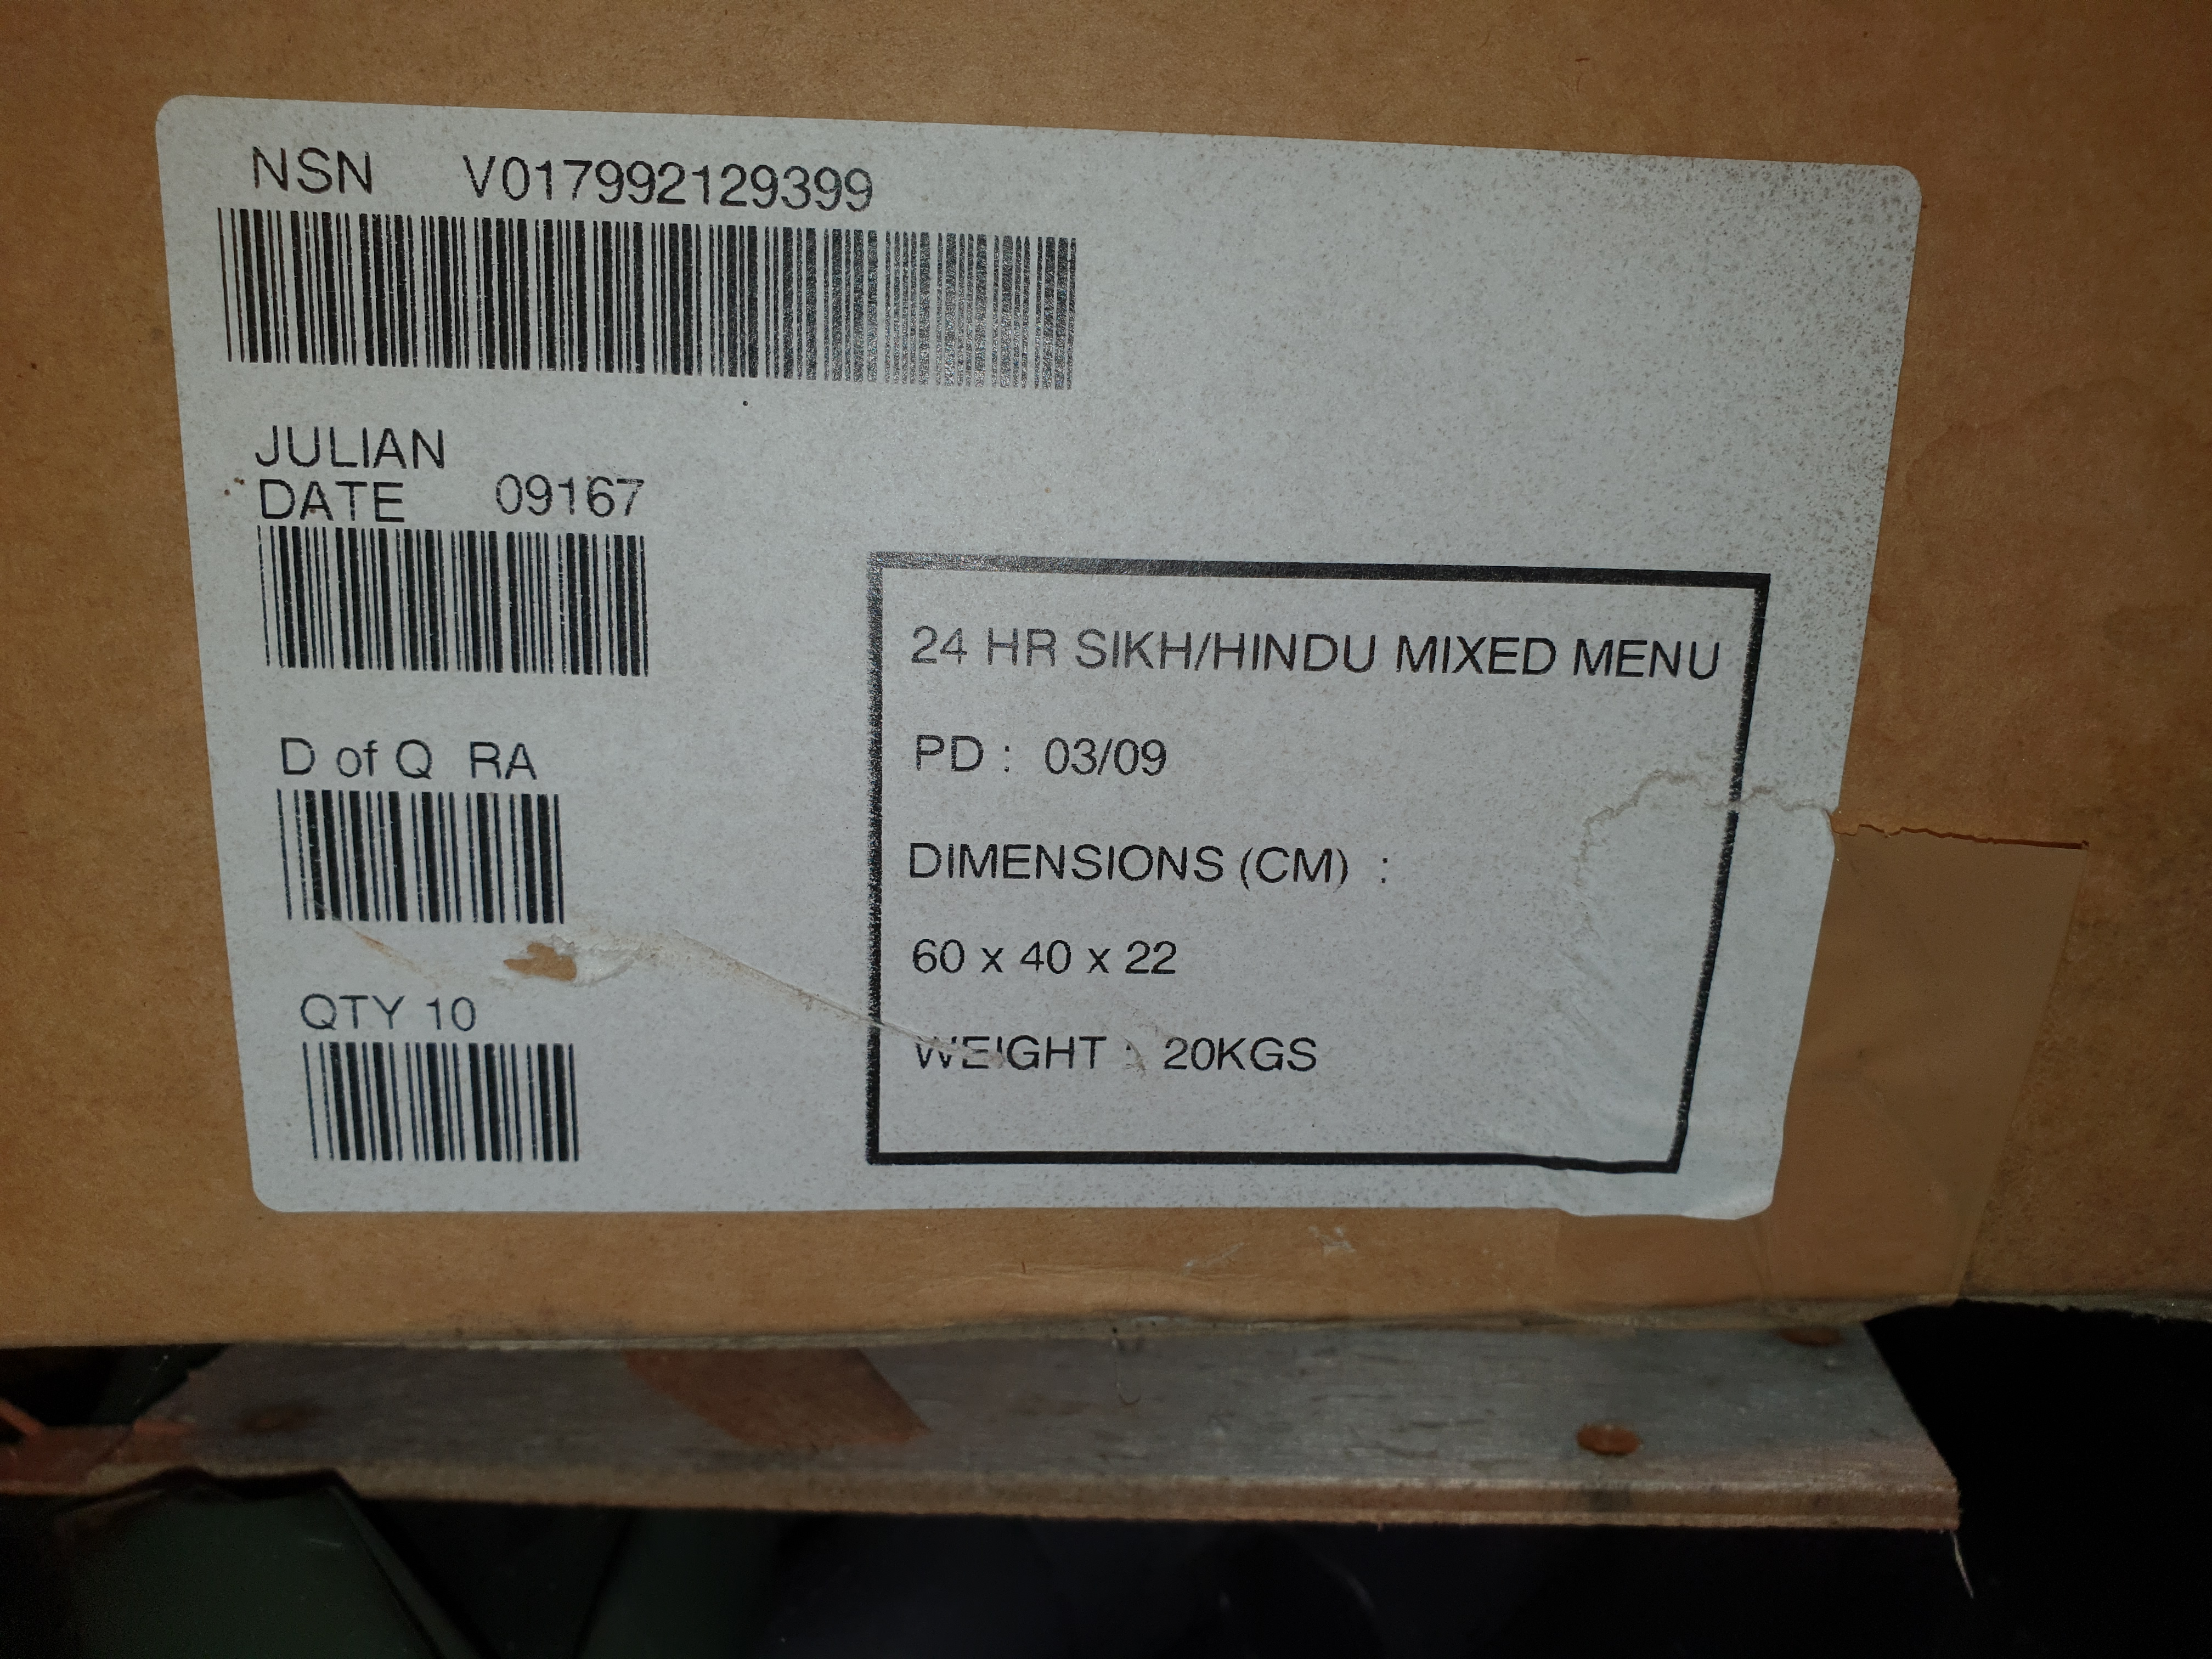 NSN V017992129399
JULIAN
DATE 09167
D of Q RA
QTY 10
24 HR SIKH/HINDU MIXED MENU
PD : 03/09
DIMENSIONS (CM) :
60 x 40 x 22
WEIGHT : 20KGS